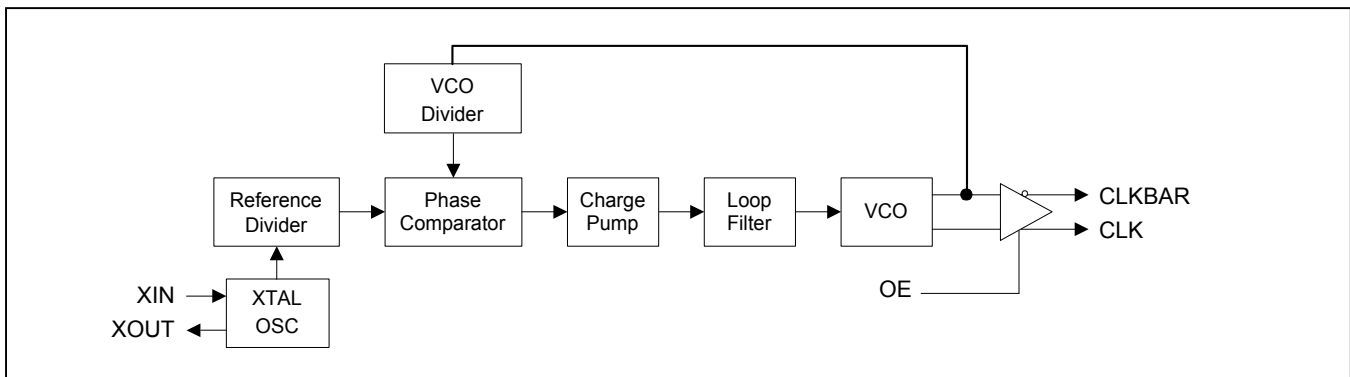 VCO
Divider
Reference
Divider
Phase
Comparator
Charge
Pump
Loop
Filter
VCO
CLKBAR
CLK
XIN
XOUT
XTAL
OSC
OE